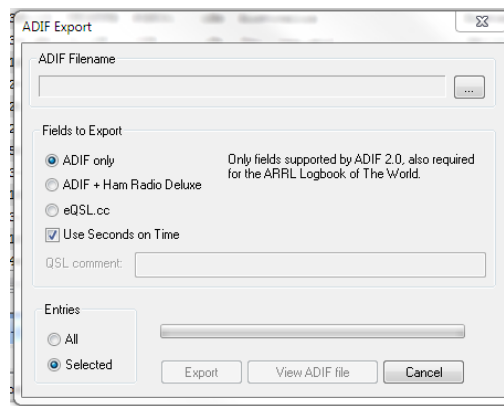 ADIF Export
ADIF Filename
...
Fields to Export
ADIF only
Only fields supported by ADIF 2.0, also required
for the ARRL Logbook of The World.
ADIF + Ham Radio Deluxe
eQSL.cc
Use Seconds on Time
QSL comment:
Entries
All
Selected
Export
View ADIF file
Cancel